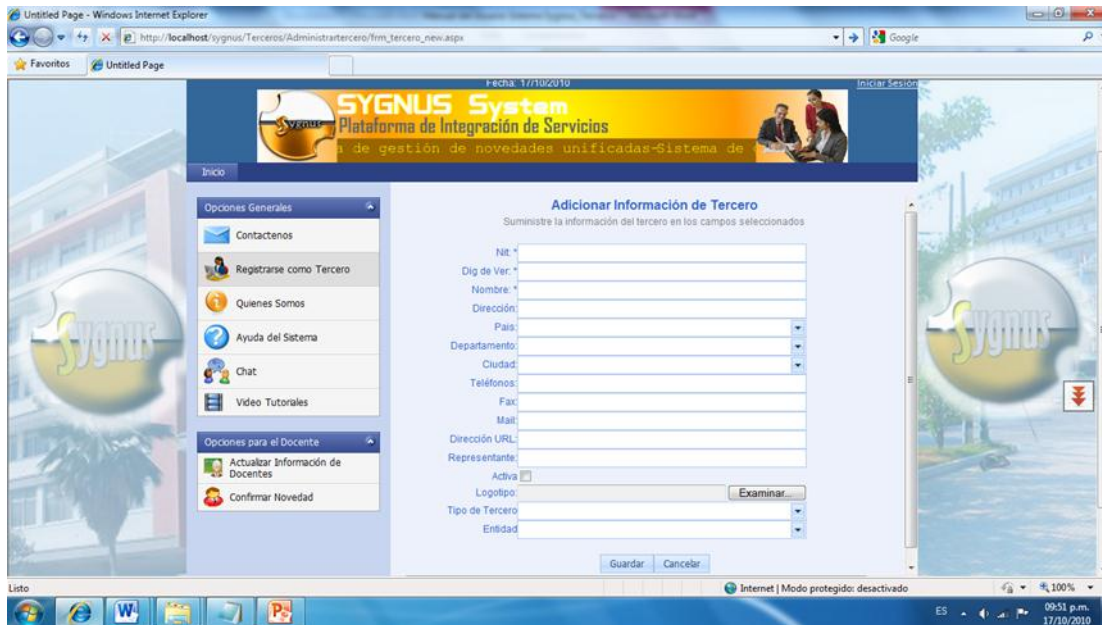 Untitled Page - Windows Internet Explorer
http://localhost/sygnus/Terceros/Administrartercero/frm_tercero_new.aspx
Google
Favoritos
Untitled Page
Fecha: 17/10/2010
Iniciar Sesión
SYGNUS System
Sygnus
Plataforma de Integración de Servicios
a de gestión de novedades unificadas-Sistema de
Inicio
Opciones Generales
Contactenos
Registrarse como Tercero
Quienes Somos
Ayuda del Sistema
Chat
Video Tutoriales
Opciones para el Docente
Actualizar Información de
Docentes
Confirmar Novedad
Adicionar Información de Tercero
Suministre la información del tercero en los campos seleccionados
Nit: *
Dig de Ver: *
Nombre: *
Dirección:
Pais:
Departamento:
Ciudad:
Teléfonos:
Fax:
Mail:
Dirección URL:
Representante:
Activa
Logotipo:
Examinar...
Tipo de Tercero
Entidad
Guardar
Cancelar
Sygnus
Sygnus
Listo
Internet | Modo protegido: desactivado
100%
ES
09:51 p.m.
17/10/2010